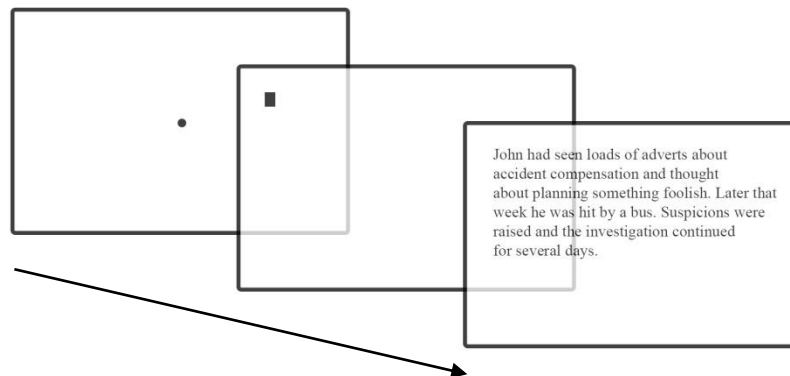 John had seen loads of adverts about
accident compensation and thought
about planning something foolish. Later that
week he was hit by a bus. Suspicions were
raised and the investigation continued
for several days.